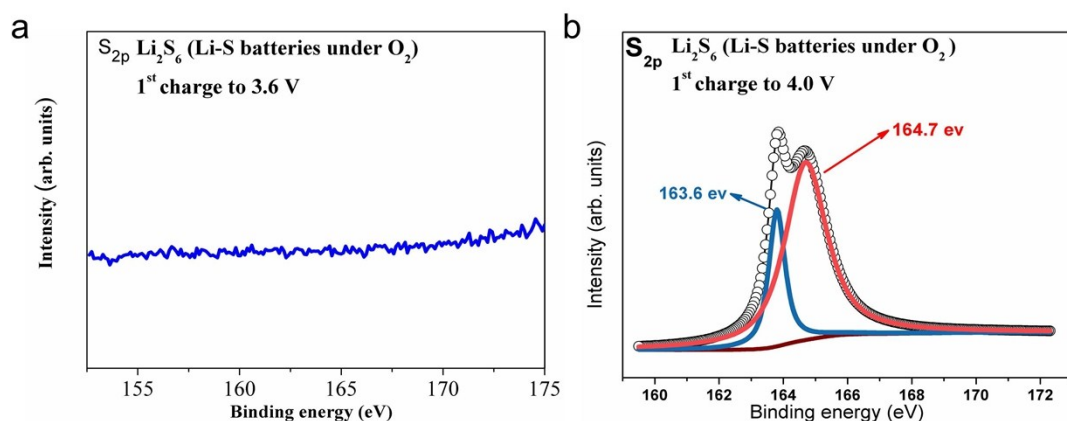 a
S2p Li2S6 (Li-S batteries under O2)
1st charge to 3.6 V
Intensity (arb. units)
155 160 165 170 175
Binding energy (eV)
b
S2p Li2S6 (Li-S batteries under O2)
1st charge to 4.0 V
164.7 ev
163.6 ev
Intensity (arb. units)
160 162 164 166 168 170 172
Binding energy (eV)